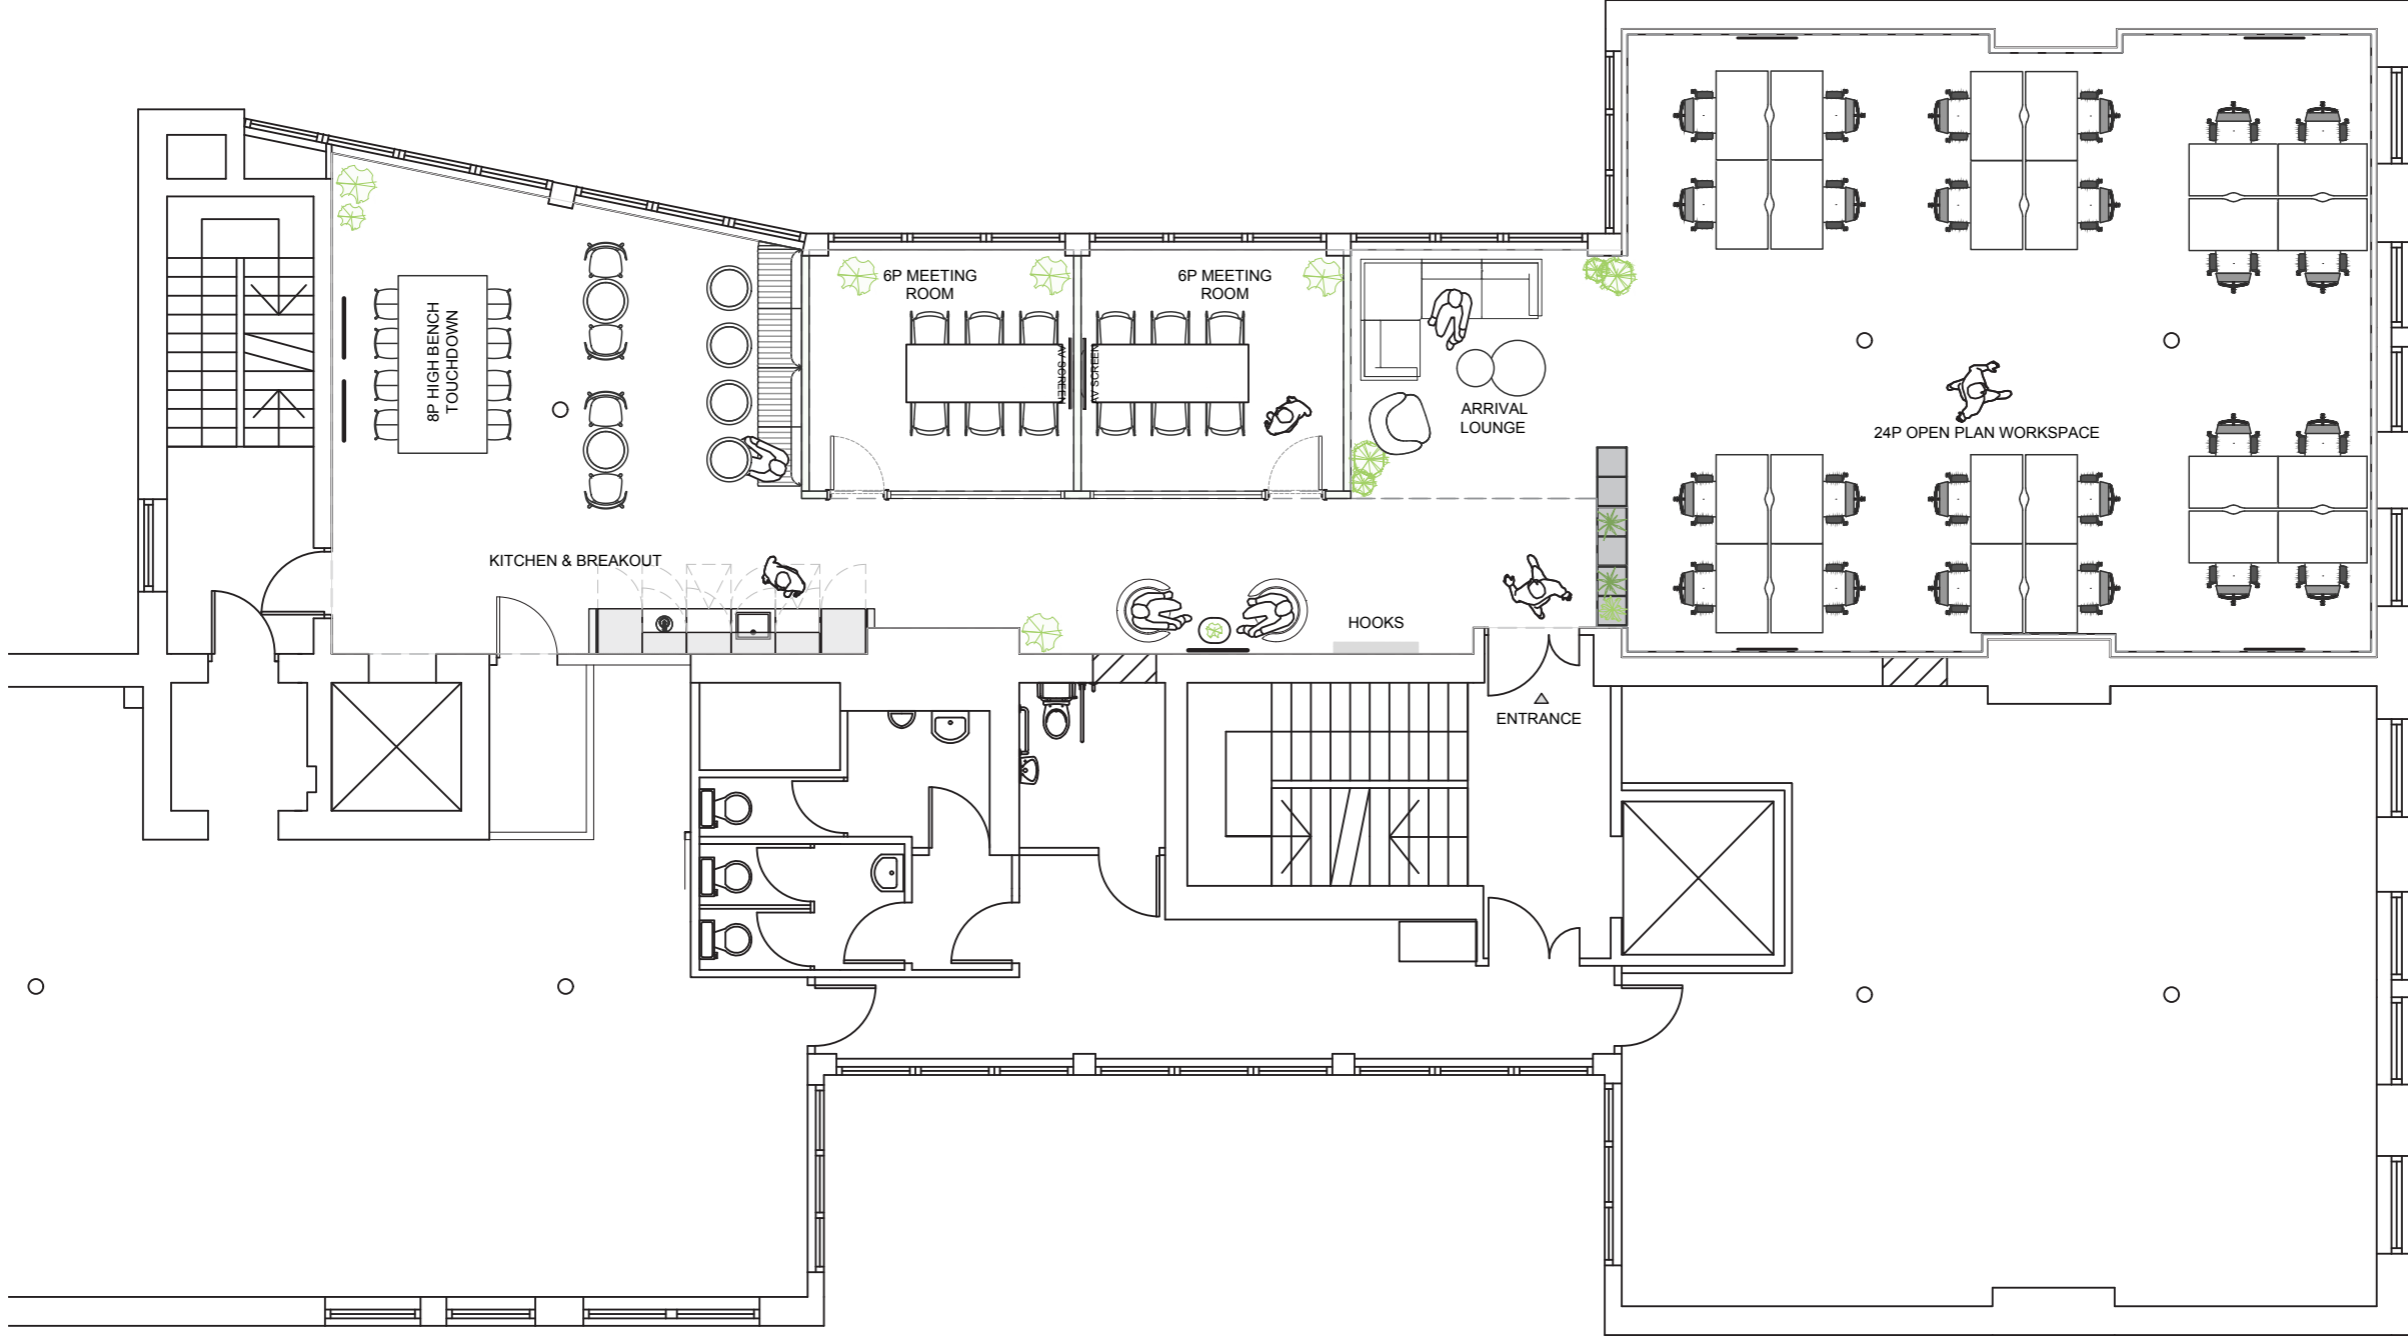 6P MEETING
ROOM
6P MEETING
ROOM
8P HIGH BENCH
TOUCHDOWN
AV SCREEN
AV SCREEN
ARRIVAL
LOUNGE
24P OPEN PLAN WORKSPACE
KITCHEN & BREAKOUT
HOOKS
ENTRANCE